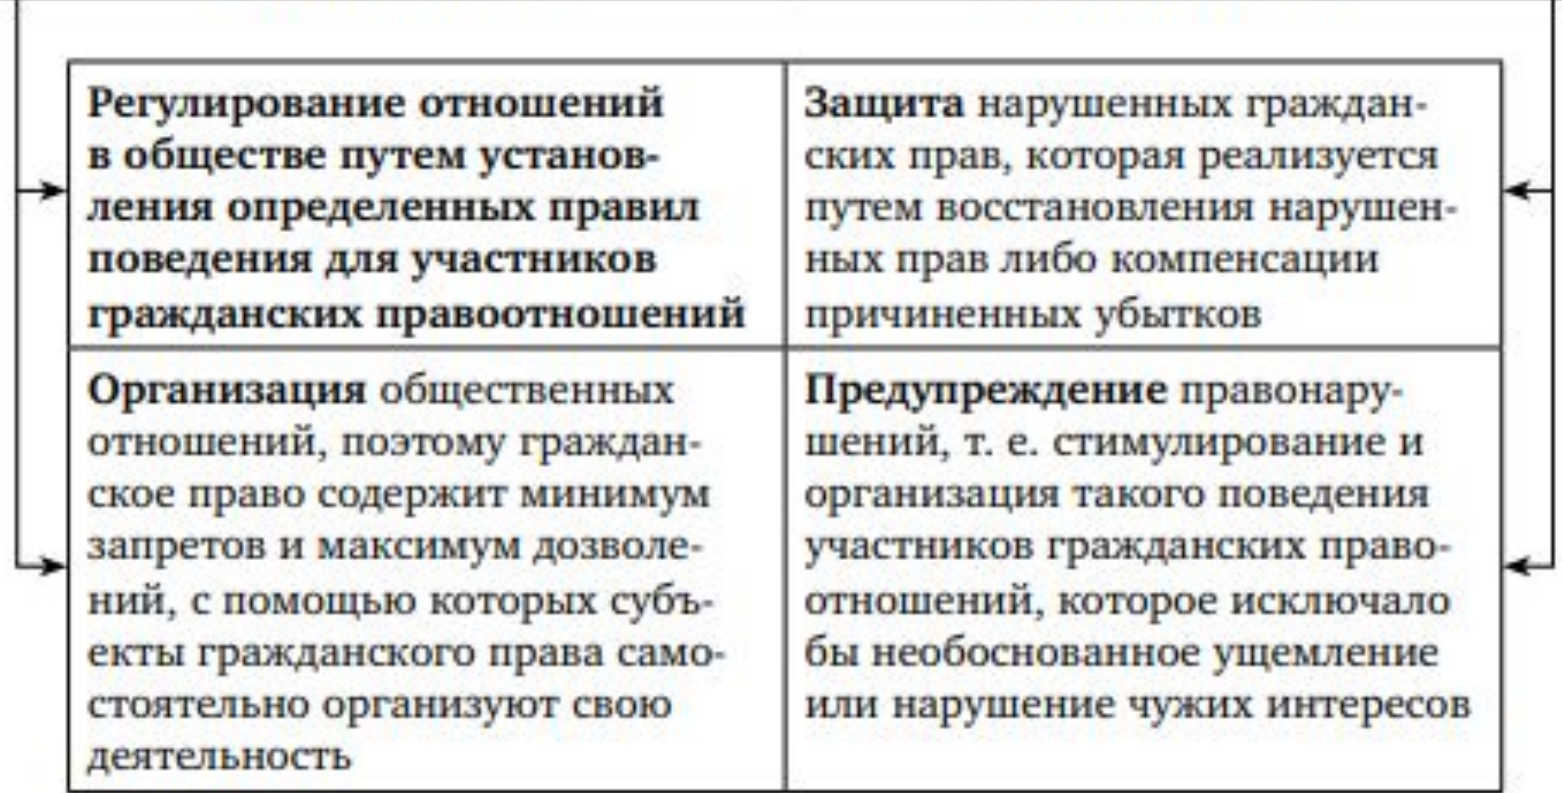 Регулирование отношений
в обществе путем установ-
ления определенных правил
поведения для участников
гражданских правоотношений
Защита нарушенных граждан-
ских прав, которая реализуется
путем восстановления нарушен-
ных прав либо компенсации
причиненных убытков
Организация общественных
отношений, поэтому граждан-
ское право содержит минимум
запретов и максимум дозволе-
ний, с помощью которых субъ-
екты гражданского права само-
стоятельно организуют свою
деятельность
Предупреждение правонару-
шений, т. е. стимулирование и
организация такого поведения
участников гражданских право-
отношений, которое исключало
бы необоснованное ущемление
или нарушение чужих интересов